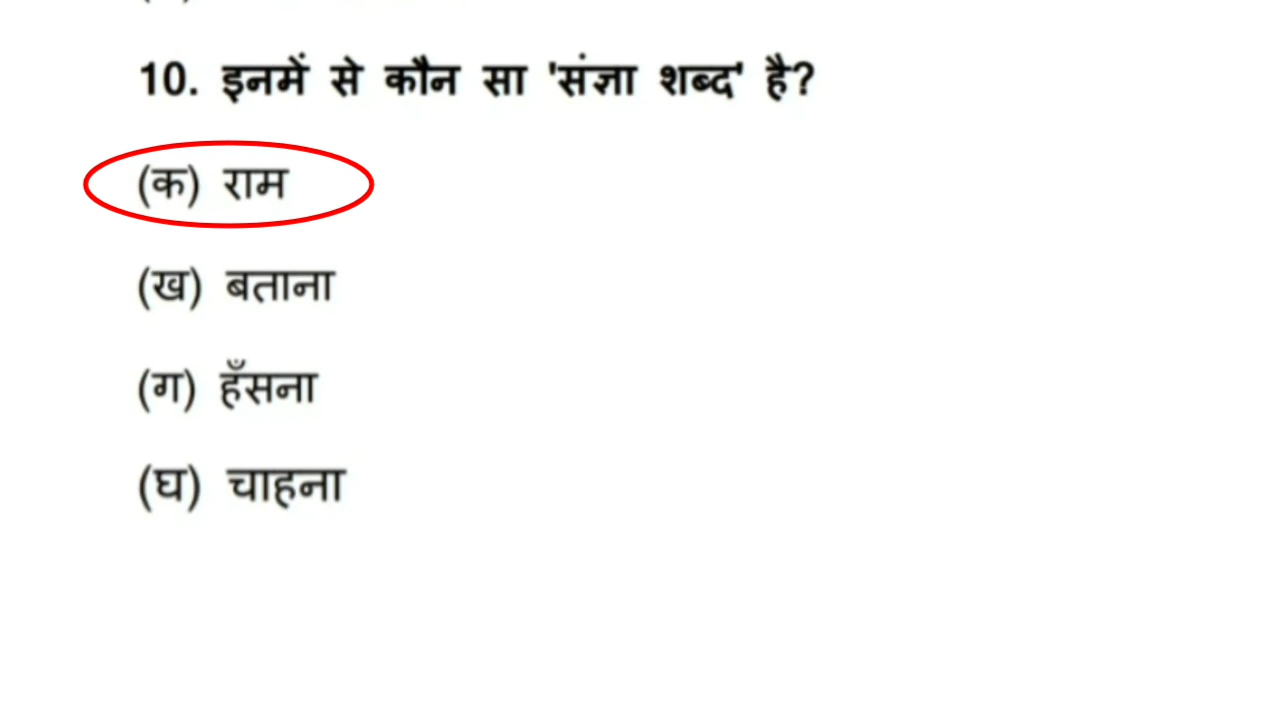 10. इनमें से कौन सा 'संज्ञा शब्द' है?
(क) राम
(ख) बताना
(ग) हँसना
(घ) चाहना